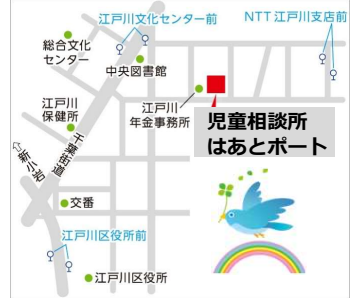 江戸川文化センター前
NTT江戸川支店前
総合文化
センター
中央図書館
江戸川
保健所
江戸川
年金事務所
児童相談所
はあとポート
千葉街道
新小岩
交番
江戸川区役所前
江戸川区役所